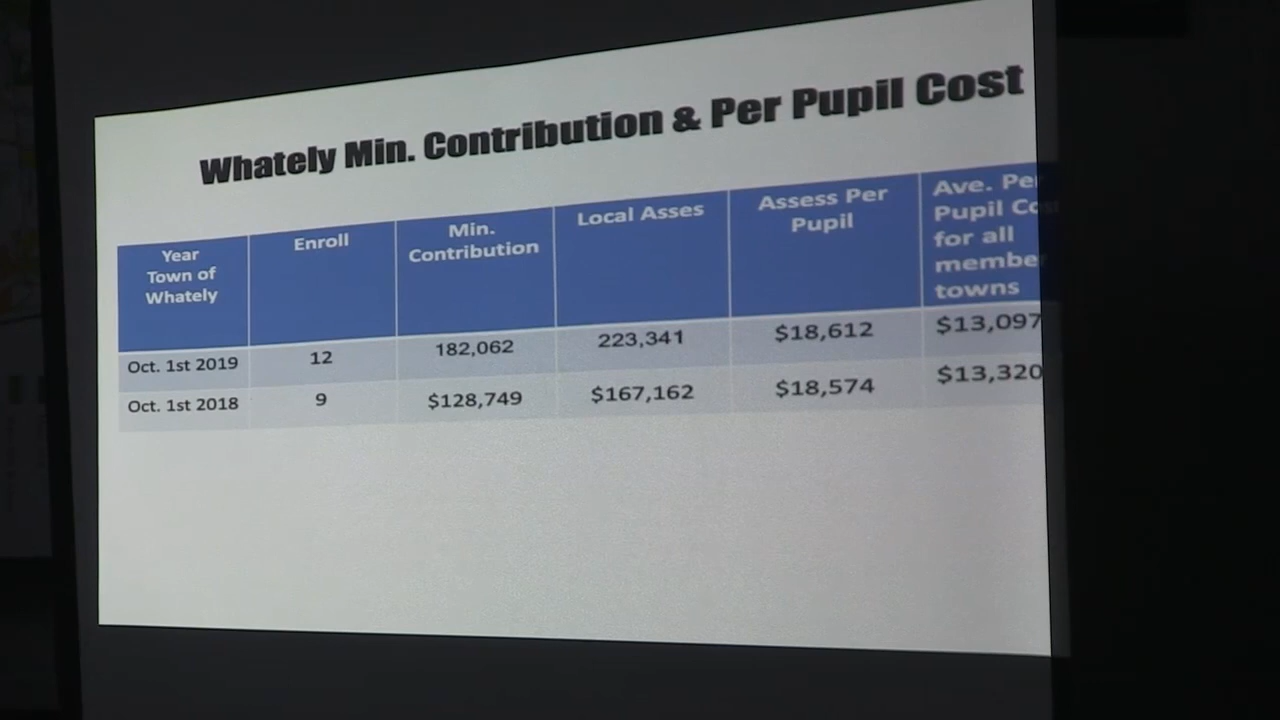 Whately Min. Contribution & Per Pupil Cost
Year
Town of
Whately
Enroll
Min.
Contribution
Local Asses
Assess Per
Pupil
Ave. Per
Pupil Cos
for all
member
towns
Oct. 1st 2019 12 182,062 223,341 $18,612 $13,097
Oct. 1st 2018 9 $128,749 $167,162 $18,574 $13,320